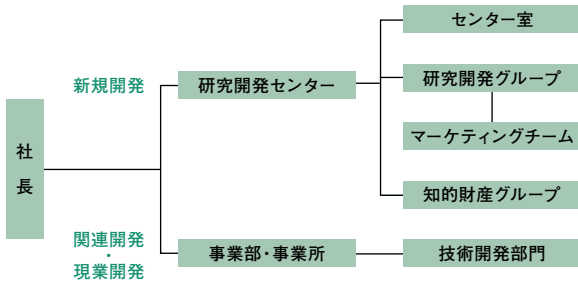 センター室
新規開発
研究開発センター
研究開発グループ
社長
マーケティングチーム
知的財産グループ
関連開発
・
現業開発
事業部・事業所
技術開発部門